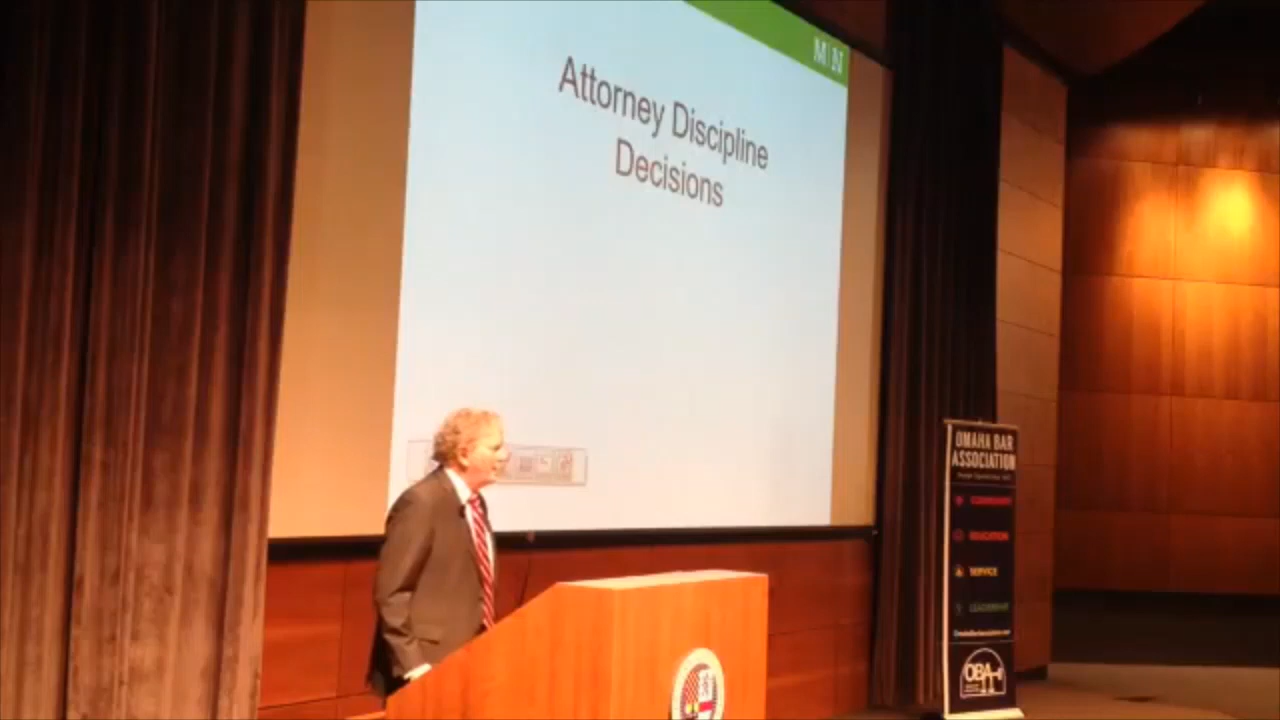 M|N
Attorney Discipline
Decisions
OMAHA BAR
ASSOCIATION
COMMUNITY
EDUCATION
SERVICE
LEADERSHIP
OBA